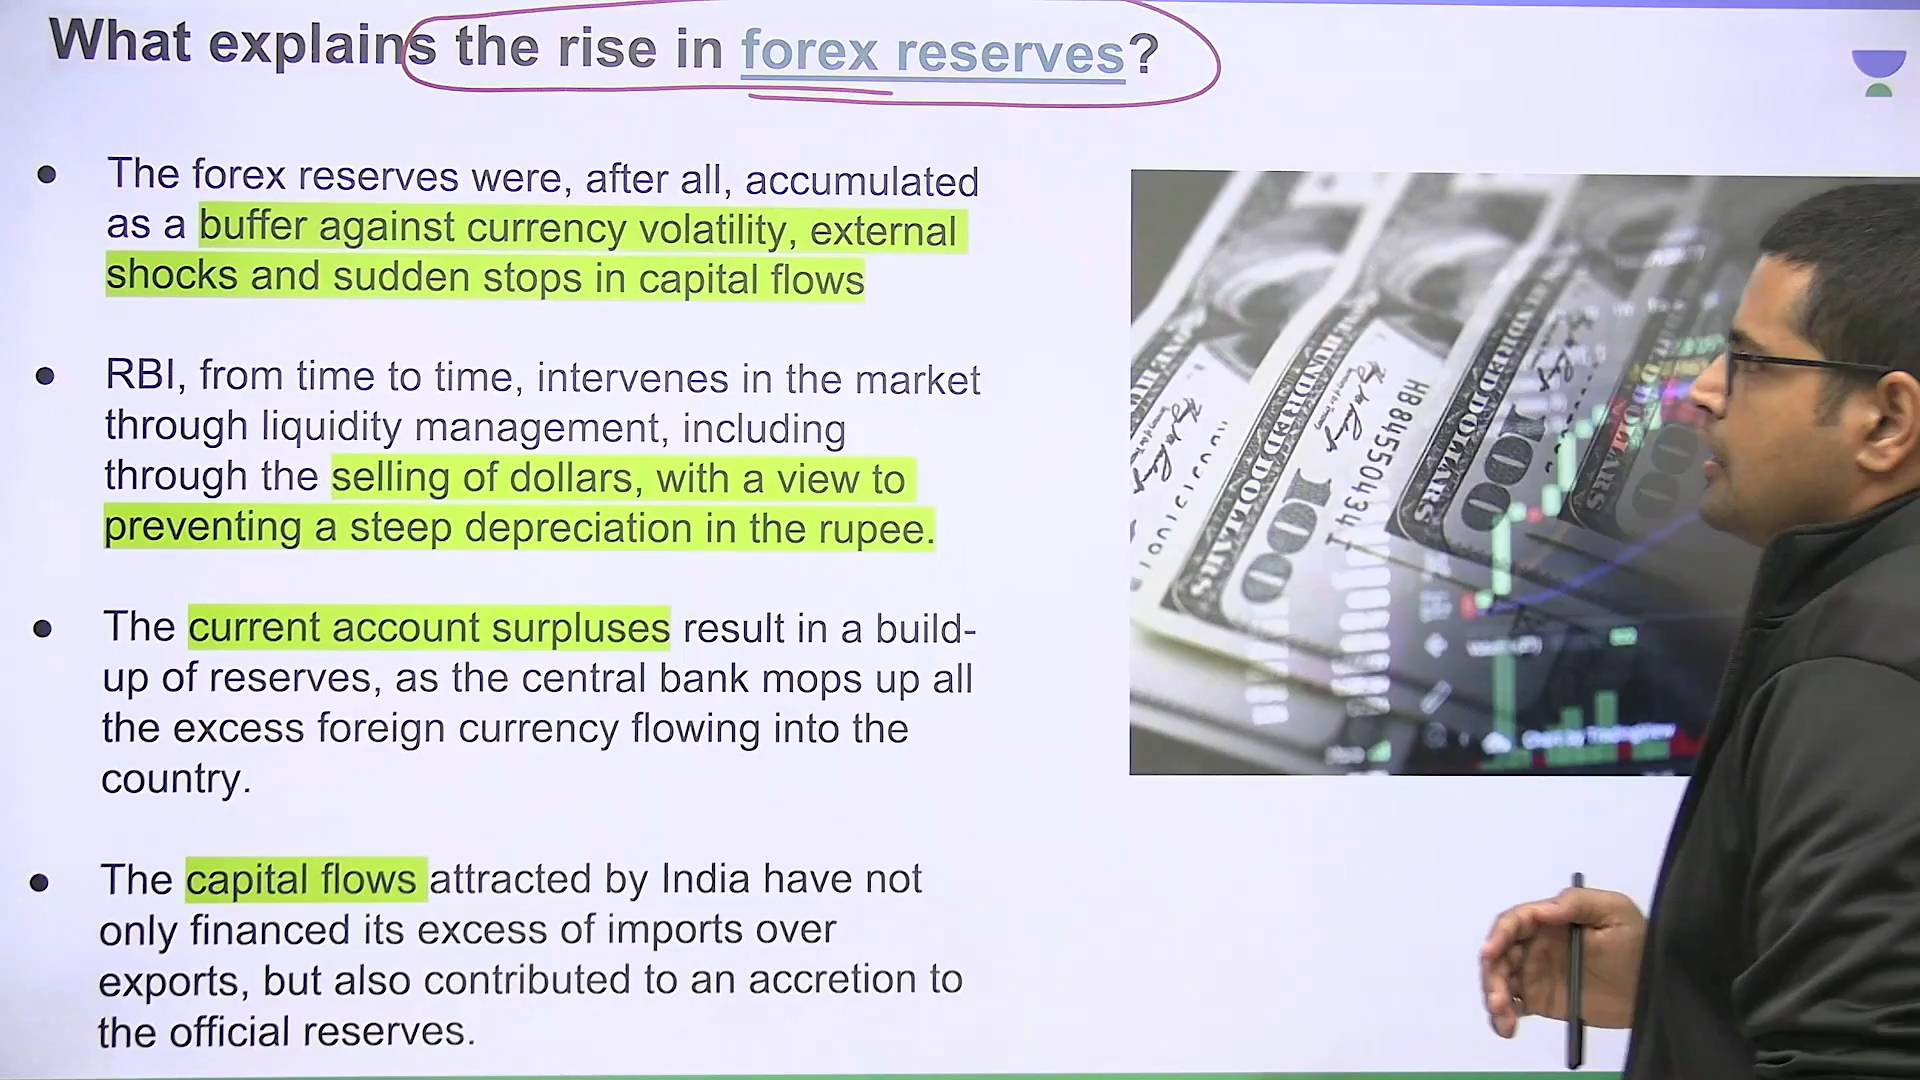 What explains the rise in forex reserves?
● The forex reserves were, after all, accumulated
as a buffer against currency volatility, external
shocks and sudden stops in capital flows
● RBI, from time to time, intervenes in the market
through liquidity management, including
through the selling of dollars, with a view to
preventing a steep depreciation in the rupee.
● The current account surpluses result in a build-
up of reserves, as the central bank mops up all
the excess foreign currency flowing into the
country.
● The capital flows attracted by India have not
only financed its excess of imports over
exports, but also contributed to an accretion to
the official reserves.
100
HB84550434I
100